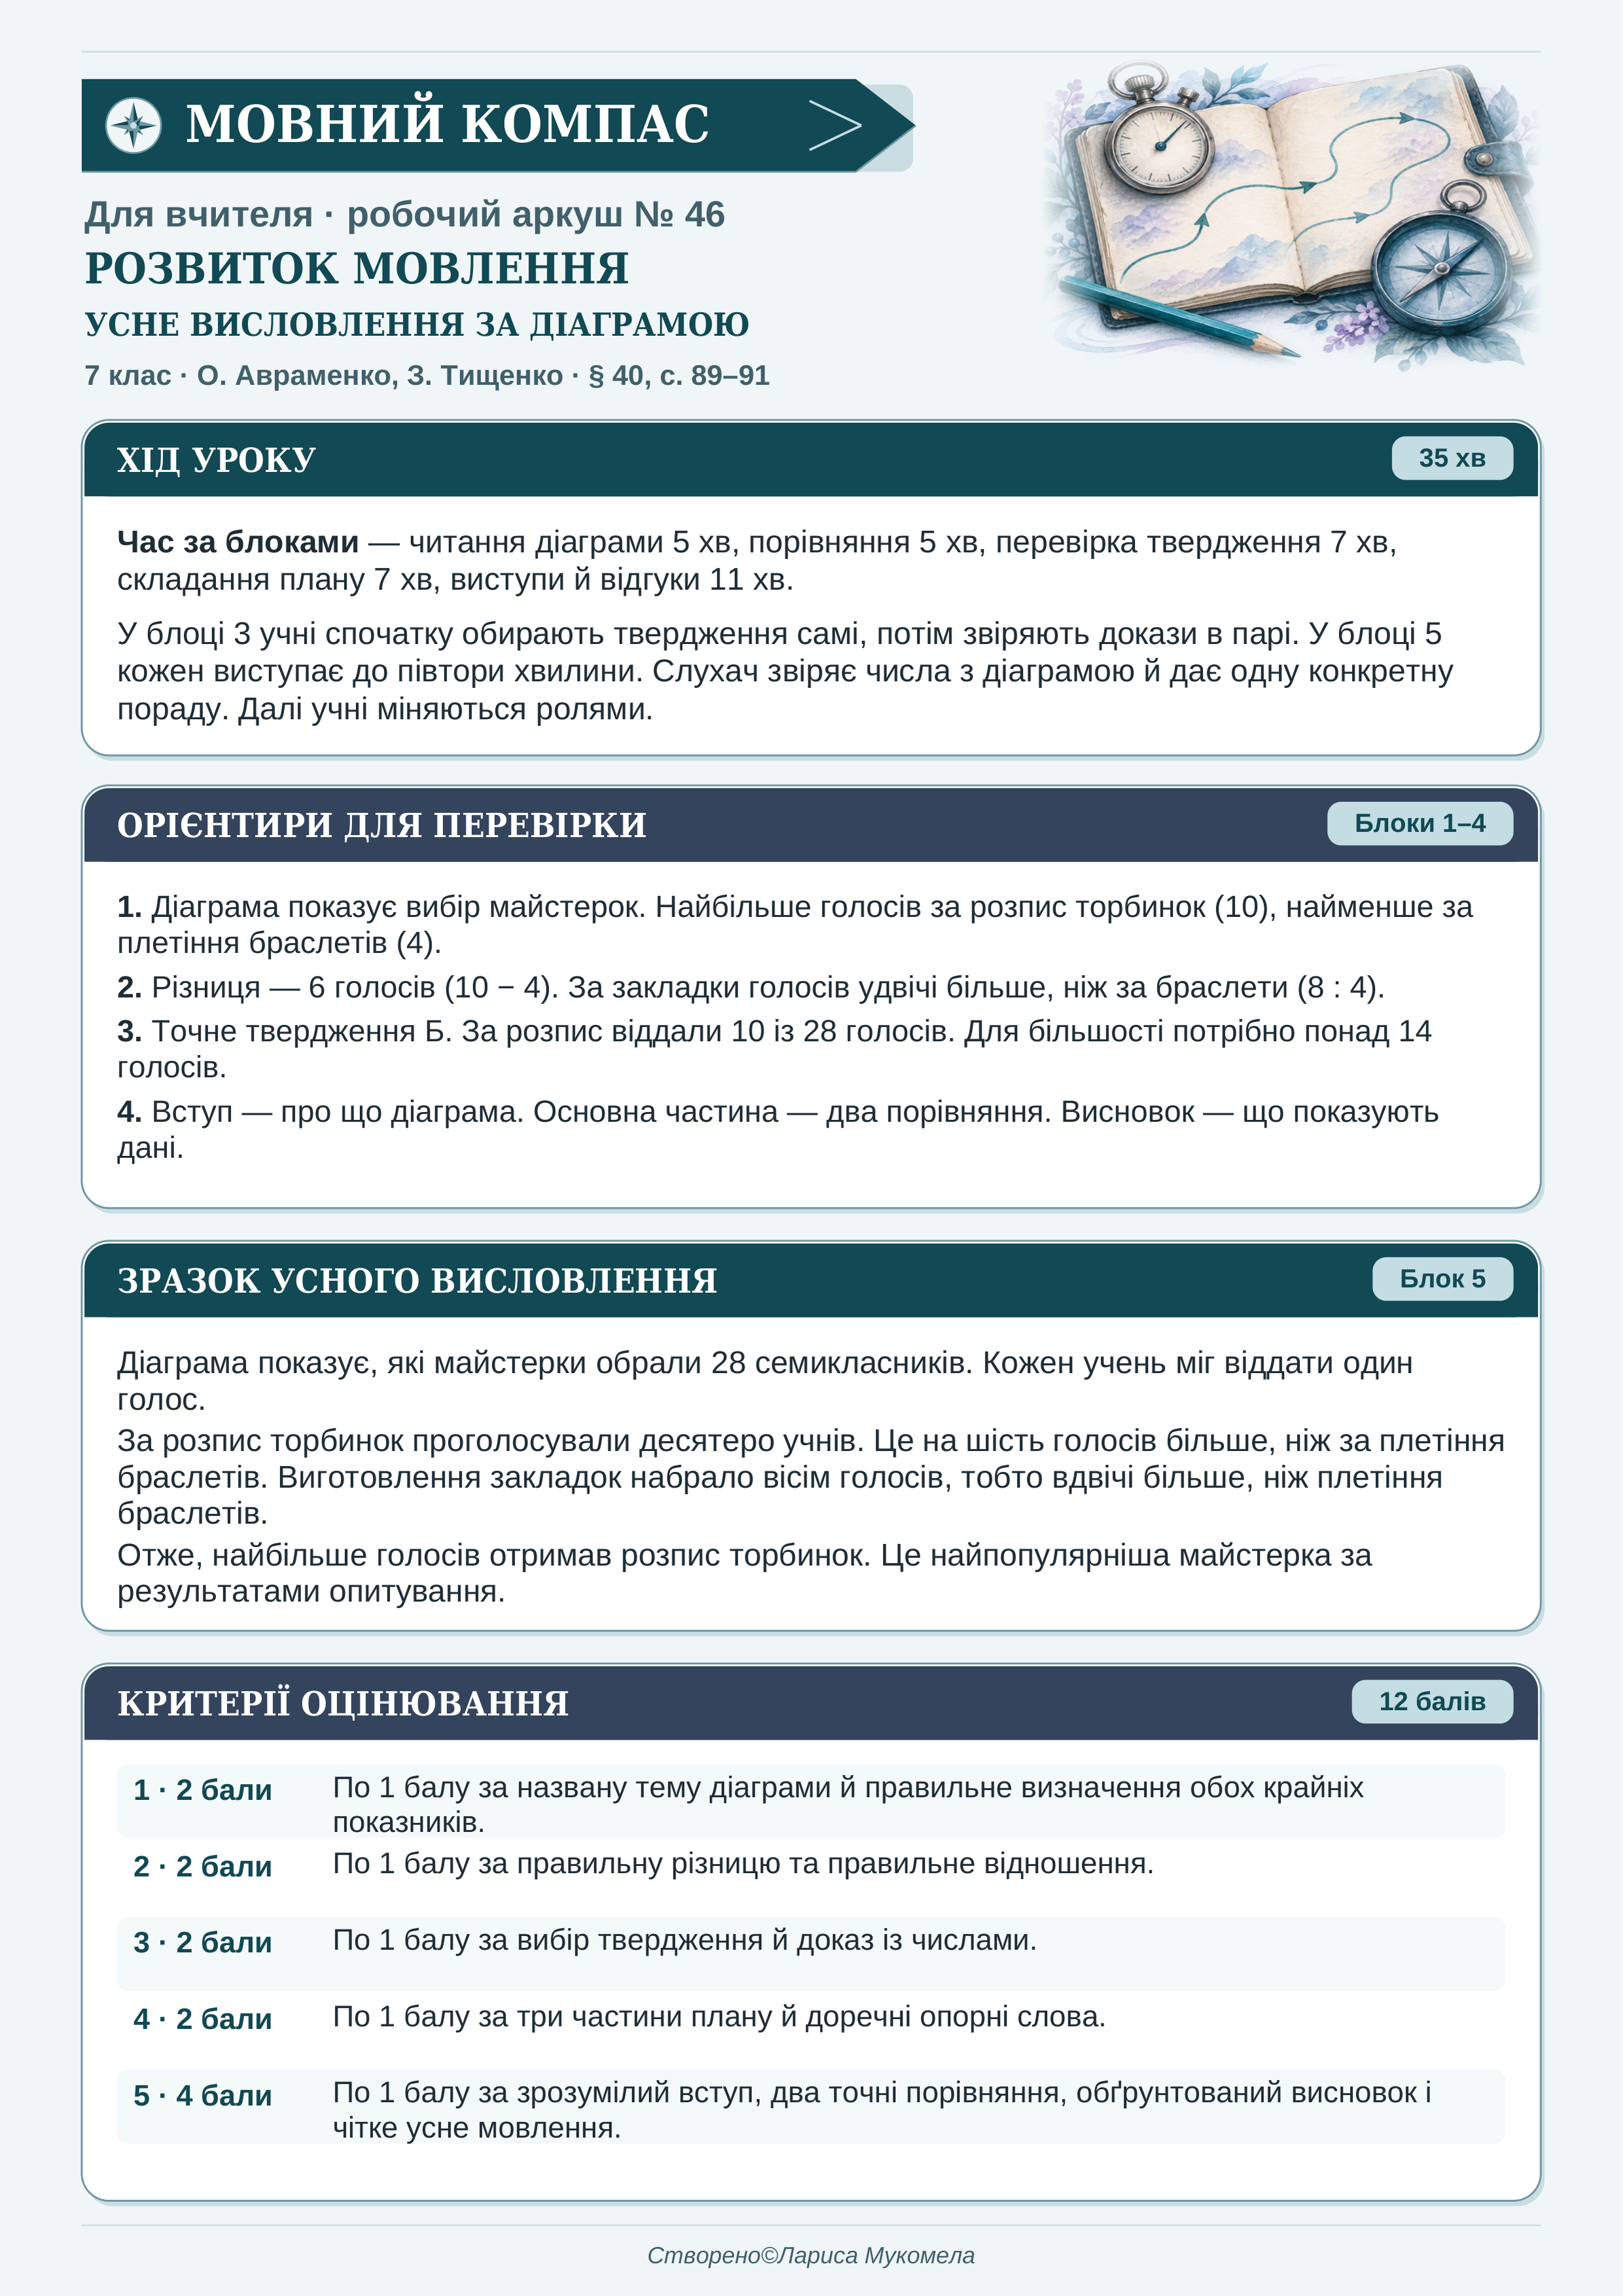 МОВНИЙ КОМПАС
Для вчителя · робочий аркуш № 46
РОЗВИТОК МОВЛЕННЯ
УСНЕ ВИСЛОВЛЕННЯ ЗА ДІАГРАМОЮ
7 клас · О. Авраменко, З. Тищенко · § 40, с. 89–91
ХІД УРОКУ
35 хв
Час за блоками — читання діаграми 5 хв, порівняння 5 хв, перевірка твердження 7 хв,
складання плану 7 хв, виступи й відгуки 11 хв.
У блоці 3 учні спочатку обирають твердження самі, потім звіряють докази в парі. У блоці 5
кожен виступає до півтори хвилини. Слухач звіряє числа з діаграмою й дає одну конкретну
пораду. Далі учні міняються ролями.
ОРІЄНТИРИ ДЛЯ ПЕРЕВІРКИ
Блоки 1–4
1. Діаграма показує вибір майстерок. Найбільше голосів за розпис торбинок (10), найменше за
плетіння браслетів (4).
2. Різниця — 6 голосів (10 − 4). За закладки голосів удвічі більше, ніж за браслети (8 : 4).
3. Точне твердження Б. За розпис віддали 10 із 28 голосів. Для більшості потрібно понад 14
голосів.
4. Вступ — про що діаграма. Основна частина — два порівняння. Висновок — що показують
дані.
ЗРАЗОК УСНОГО ВИСЛОВЛЕННЯ
Блок 5
Діаграма показує, які майстерки обрали 28 семикласників. Кожен учень міг віддати один
голос.
За розпис торбинок проголосували десятеро учнів. Це на шість голосів більше, ніж за плетіння
браслетів. Виготовлення закладок набрало вісім голосів, тобто вдвічі більше, ніж плетіння
браслетів.
Отже, найбільше голосів отримав розпис торбинок. Це найпопулярніша майстерка за
результатами опитування.
КРИТЕРІЇ ОЦІНЮВАННЯ
12 балів
1 · 2 бали
По 1 балу за названу тему діаграми й правильне визначення обох крайніх
показників.
2 · 2 бали
По 1 балу за правильну різницю та правильне відношення.
3 · 2 бали
По 1 балу за вибір твердження й доказ із числами.
4 · 2 бали
По 1 балу за три частини плану й доречні опорні слова.
5 · 4 бали
По 1 балу за зрозумілий вступ, два точні порівняння, обґрунтований висновок і
чітке усне мовлення.
Створено©Лариса Мукомела